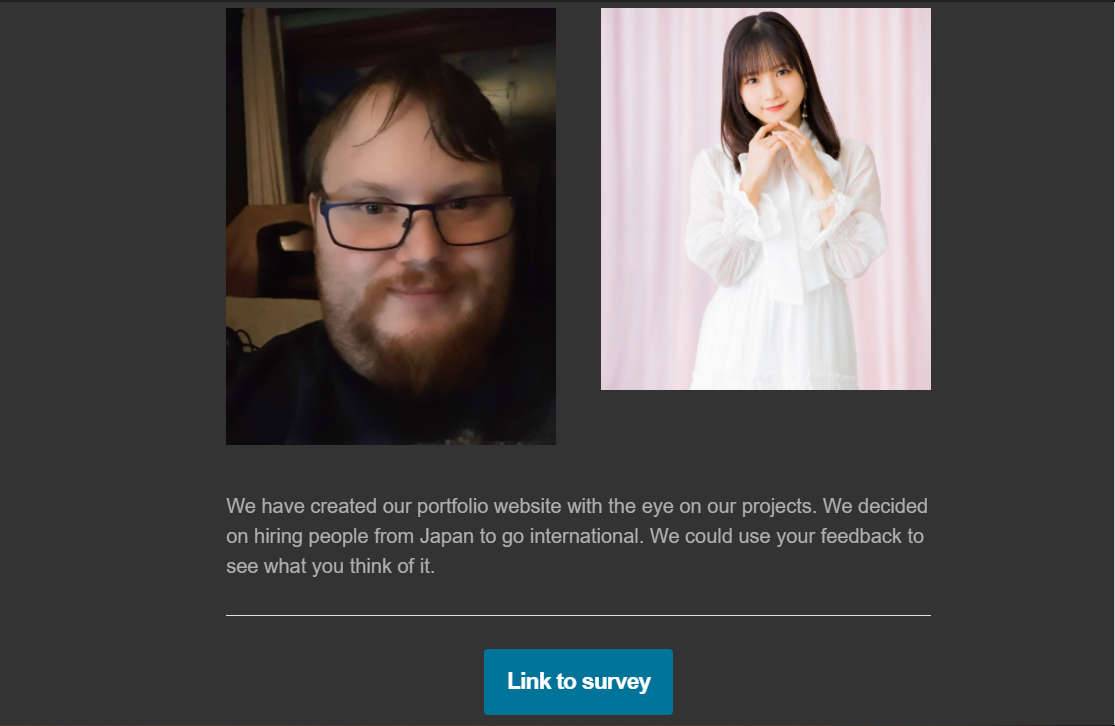 We have created our portfolio website with the eye on our projects. We decided
on hiring people from Japan to go international. We could use your feedback to
see what you think of it.
Link to survey